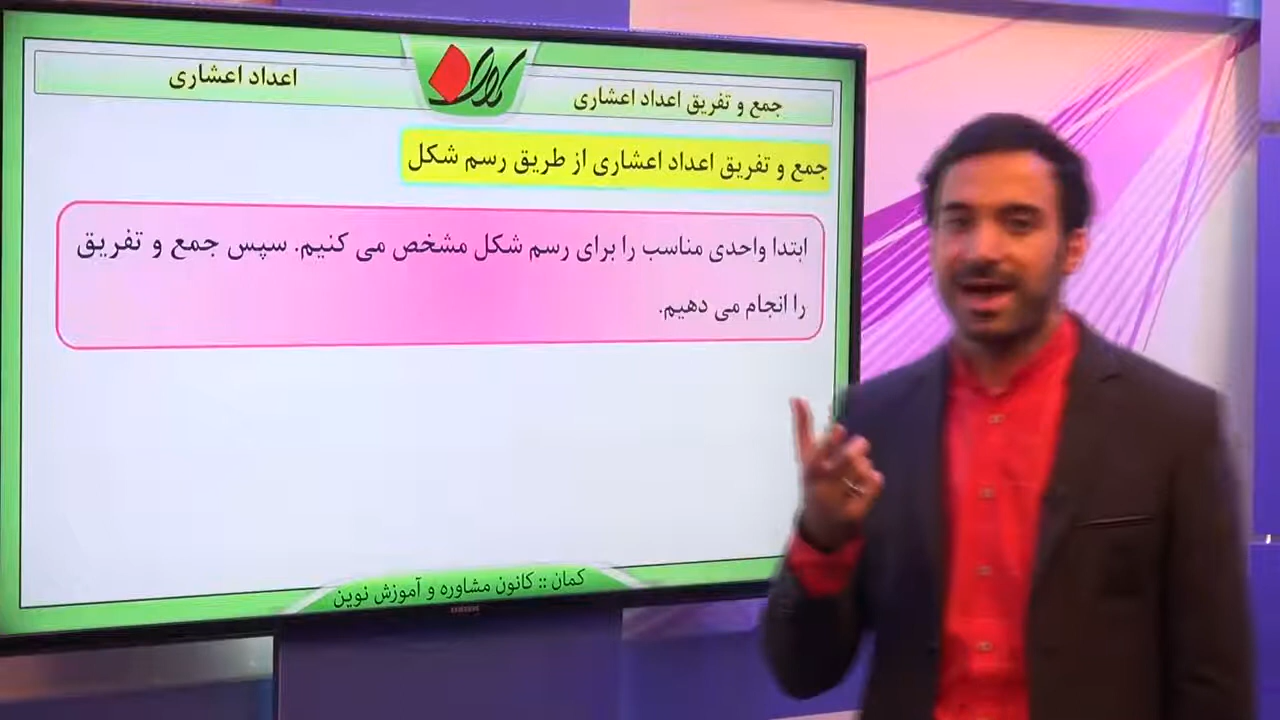 جمع و تفریق اعداد اعشاری
اعداد اعشاری
جمع و تفریق اعداد اعشاری از طریق رسم شکل
ابتدا واحدی مناسب را برای رسم شکل مشخص می کنیم. سپس جمع و تفریق
را انجام می دهیم.
کمان :: کانون مشاوره و آموزش نوین
SAMSUNG